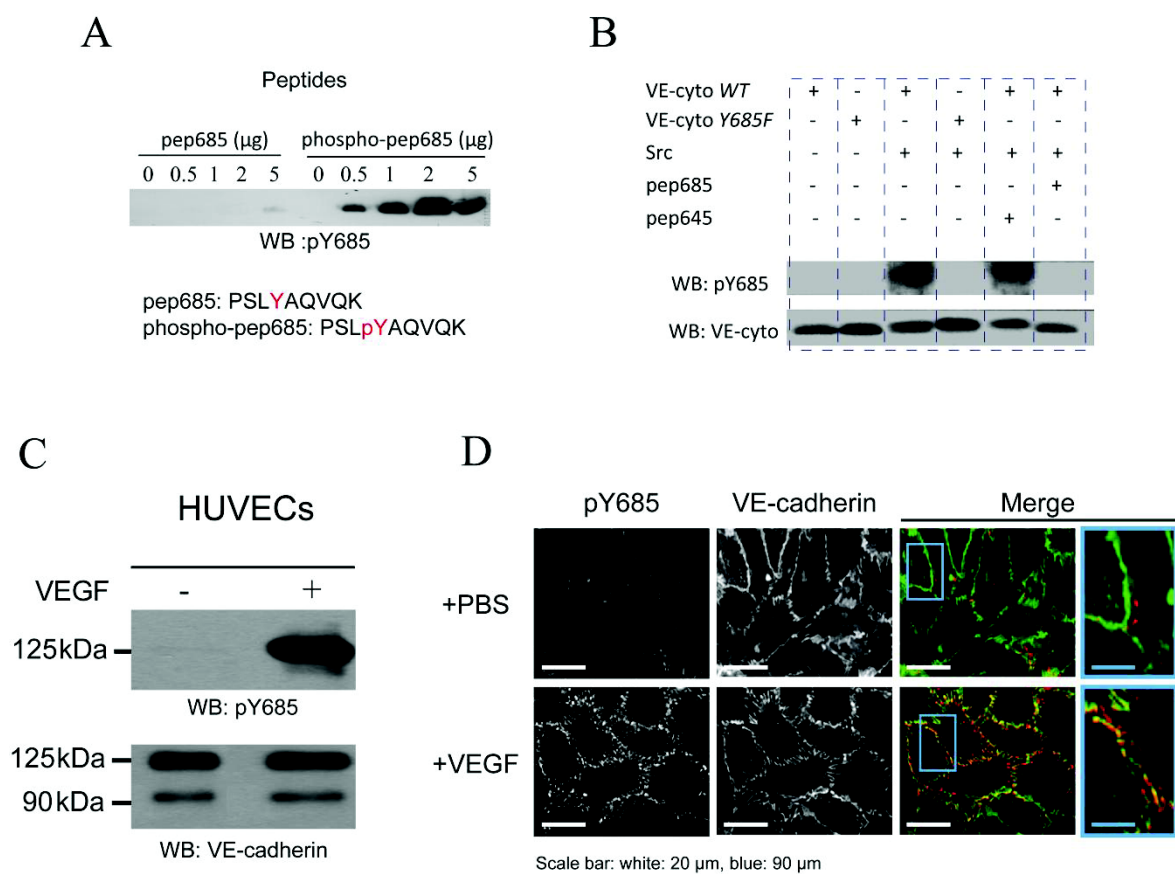 A
Peptides
pep685 (µg) phospho-pep685 (µg)
0 0.5 1 2 5 0 0.5 1 2 5
WB :pY685
pep685: PSLYAQVQK
phospho-pep685: PSLpYAQVQK
B
VE-cyto WT + - + - + +
VE-cyto Y685F - + - + - -
Src - - + + + +
pep685 - - - - - +
pep645 - - - - + -
WB: pY685
WB: VE-cyto
C
HUVECs
VEGF - +
125kDa
WB: pY685
125kDa
90kDa
WB: VE-cadherin
D
pY685 VE-cadherin Merge
+PBS
+VEGF
Scale bar: white: 20 µm, blue: 90 µm